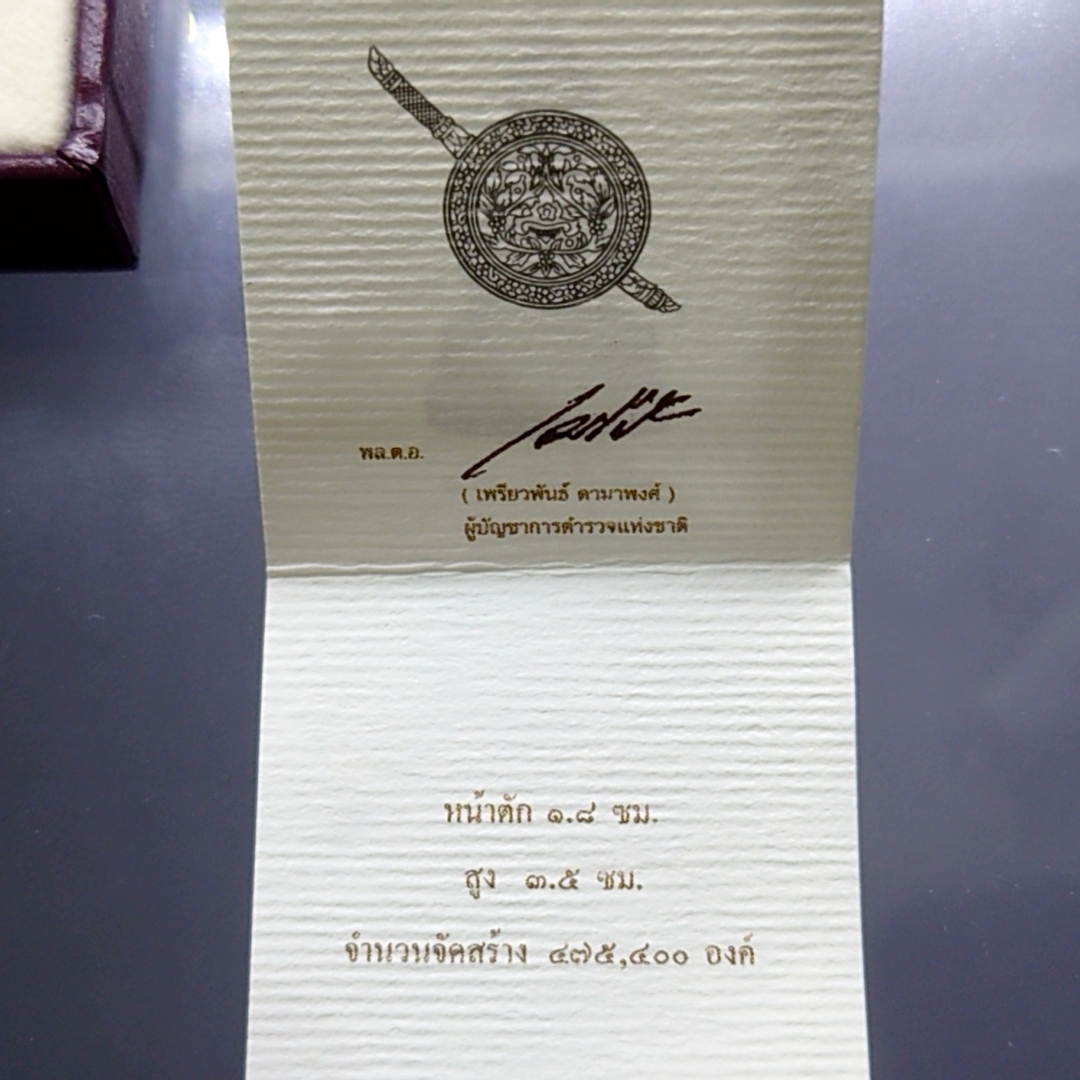 พล.ต.อ.
( เพรียวพันธ์ ดามาพงศ์ )
ผู้บัญชาการตำรวจแห่งชาติ
หน้าตัก ๑.๘ ซม.
สูง ๓.๕ ซม.
จำนวนจัดสร้าง ๔๗๕,๔๐๐ องค์